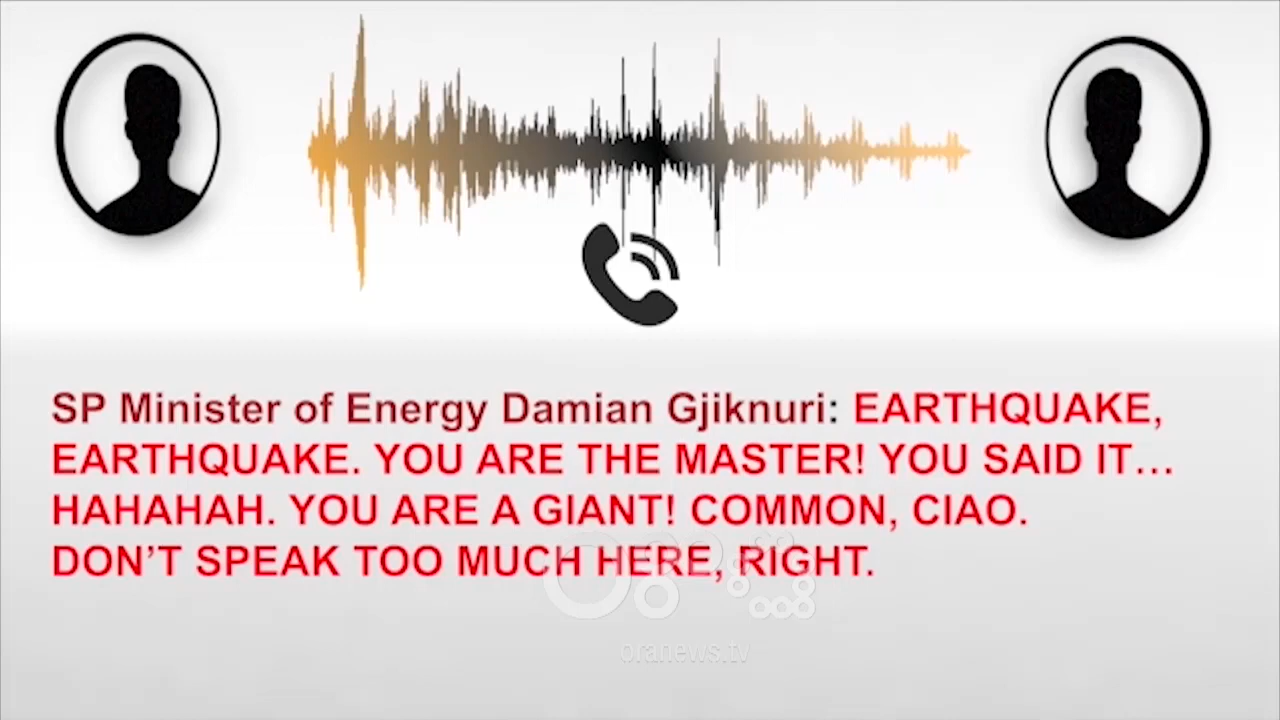 SP Minister of Energy Damian Gjiknuri: EARTHQUAKE,
EARTHQUAKE. YOU ARE THE MASTER! YOU SAID IT...
HAHAHAH. YOU ARE A GIANT! COMMON, CIAO.
DON’T SPEAK TOO MUCH HERE, RIGHT.
oranews.tv